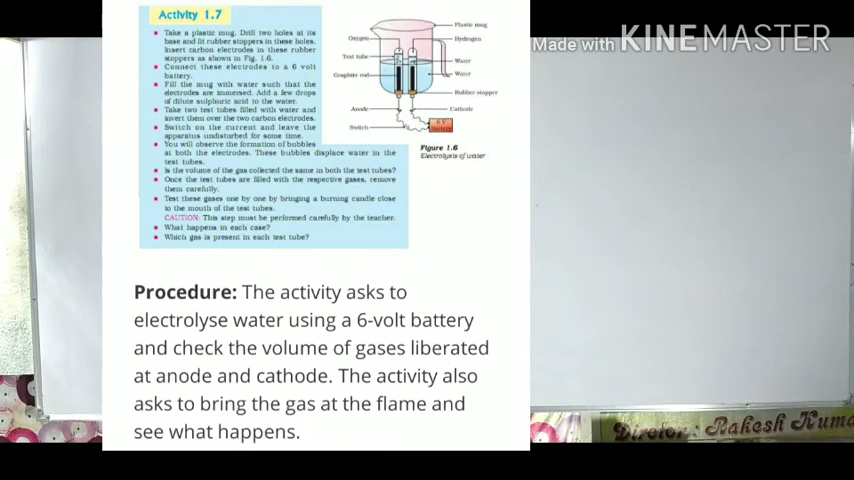 Activity 1.7
Take a plastic mug. Drill two holes at its
base and fit rubber stoppers in these holes.
Insert carbon electrodes in these rubber
stoppers as shown in Fig. 1.6.
Connect these electrodes to a 6 volt
battery.
Fill the mug with water such that the
electrodes are immersed. Add a few drops
of dilute sulphuric acid to the water.
Take two test tubes filled with water and
invert them over the two carbon electrodes.
Switch on the current and leave the
apparatus undisturbed for some time.
You will observe the formation of bubbles
at both the electrodes. These bubbles displace water in the
test tubes.
Is the volume of the gas collected the same in both the test tubes?
Once the test tubes are filled with the respective gases, remove
them carefully.
Test these gases one by one by bringing a burning candle close
to the mouth of the test tubes.
CAUTION: This step must be performed carefully by the teacher.
What happens in each case?
Which gas is present in each test tube?
Plastic mug
Oxygen
Hydrogen
Test tube
Water
Graphite rod
Water
Rubber stopper
Anode
Cathode
Switch
6 V
Battery
Figure 1.6
Electrolysis of water
Procedure: The activity asks to
electrolyse water using a 6-volt battery
and check the volume of gases liberated
at anode and cathode. The activity also
asks to bring the gas at the flame and
see what happens.
Made with KINEMASTER
Diretor: Rakesh Kuma